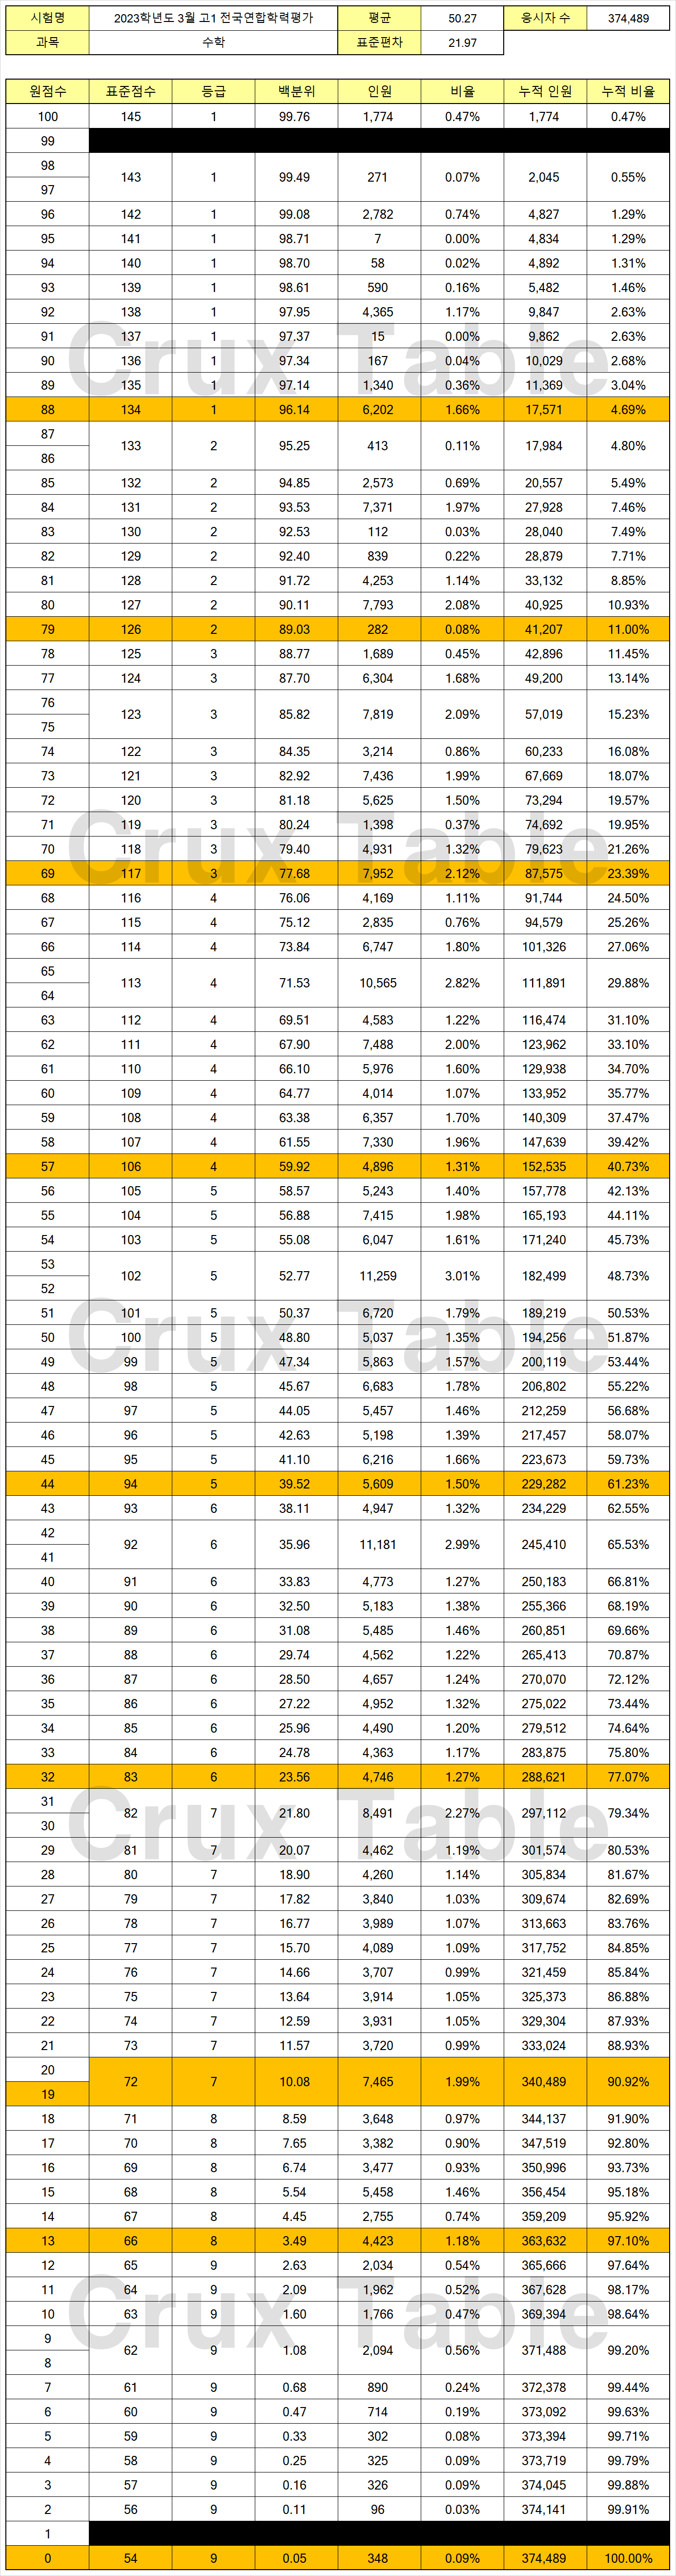 시험명 2023학년도 3월 고1 전국연합학력평가 평균 50.27 응시자 수 374,489
과목 수학 표준편차 21.97
원점수 표준점수 등급 백분위 인원 비율 누적 인원 누적 비율
100 145 1 99.76 1,774 0.47% 1,774 0.47%
99
98
143 1 99.49 271 0.07% 2,045 0.55%
97
96 142 1 99.08 2,782 0.74% 4,827 1.29%
95 141 1 98.71 7 0.00% 4,834 1.29%
94 140 1 98.70 58 0.02% 4,892 1.31%
93 139 1 98.61 590 0.16% 5,482 1.46%
92 138 1 97.95 4,365 1.17% 9,847 2.63%
91 137 1 97.37 15 0.00% 9,862 2.63%
90 136 1 97.34 167 0.04% 10,029 2.68%
89 135 1 97.14 1,340 0.36% 11,369 3.04%
Crux Table
88 134 1 96.14 6,202 1.66% 17,571 4.69%
87
133 2 95.25 413 0.11% 17,984 4.80%
86
85 132 2 94.85 2,573 0.69% 20,557 5.49%
84 131 2 93.53 7,371 1.97% 27,928 7.46%
83 130 2 92.53 112 0.03% 28,040 7.49%
82 129 2 92.40 839 0.22% 28,879 7.71%
81 128 2 91.72 4,253 1.14% 33,132 8.85%
80 127 2 90.11 7,793 2.08% 40,925 10.93%
79 126 2 89.03 282 0.08% 41,207 11.00%
78 125 3 88.77 1,689 0.45% 42,896 11.45%
77 124 3 87.70 6,304 1.68% 49,200 13.14%
76
123 3 85.82 7,819 2.09% 57,019 15.23%
75
74 122 3 84.35 3,214 0.86% 60,233 16.08%
73 121 3 82.92 7,436 1.99% 67,669 18.07%
72 120 3 81.18 5,625 1.50% 73,294 19.57%
71 119 3 80.24 1,398 0.37% 74,692 19.95%
Crux Table
70 118 3 79.40 4,931 1.32% 79,623 21.26%
69 117 3 77.68 7,952 2.12% 87,575 23.39%
68 116 4 76.06 4,169 1.11% 91,744 24.50%
67 115 4 75.12 2,835 0.76% 94,579 25.26%
66 114 4 73.84 6,747 1.80% 101,326 27.06%
65
113 4 71.53 10,565 2.82% 111,891 29.88%
64
63 112 4 69.51 4,583 1.22% 116,474 31.10%
62 111 4 67.90 7,488 2.00% 123,962 33.10%
61 110 4 66.10 5,976 1.60% 129,938 34.70%
60 109 4 64.77 4,014 1.07% 133,952 35.77%
59 108 4 63.38 6,357 1.70% 140,309 37.47%
58 107 4 61.55 7,330 1.96% 147,639 39.42%
57 106 4 59.92 4,896 1.31% 152,535 40.73%
56 105 5 58.57 5,243 1.40% 157,778 42.13%
55 104 5 56.88 7,415 1.98% 165,193 44.11%
54 103 5 55.08 6,047 1.61% 171,240 45.73%
53
102 5 52.77 11,259 3.01% 182,499 48.73%
52
51 101 5 50.37 6,720 1.79% 189,219 50.53%
Crux Table
50 100 5 48.80 5,037 1.35% 194,256 51.87%
49 99 5 47.34 5,863 1.57% 200,119 53.44%
48 98 5 45.67 6,683 1.78% 206,802 55.22%
47 97 5 44.05 5,457 1.46% 212,259 56.68%
46 96 5 42.63 5,198 1.39% 217,457 58.07%
45 95 5 41.10 6,216 1.66% 223,673 59.73%
44 94 5 39.52 5,609 1.50% 229,282 61.23%
43 93 6 38.11 4,947 1.32% 234,229 62.55%
42
92 6 35.96 11,181 2.99% 245,410 65.53%
41
40 91 6 33.83 4,773 1.27% 250,183 66.81%
39 90 6 32.50 5,183 1.38% 255,366 68.19%
38 89 6 31.08 5,485 1.46% 260,851 69.66%
37 88 6 29.74 4,562 1.22% 265,413 70.87%
36 87 6 28.50 4,657 1.24% 270,070 72.12%
35 86 6 27.22 4,952 1.32% 275,022 73.44%
34 85 6 25.96 4,490 1.20% 279,512 74.64%
33 84 6 24.78 4,363 1.17% 283,875 75.80%
32 83 6 23.56 4,746 1.27% 288,621 77.07%
31
82 7 21.80 8,491 2.27% 297,112 79.34%
30
Crux Table
29 81 7 20.07 4,462 1.19% 301,574 80.53%
28 80 7 18.90 4,260 1.14% 305,834 81.67%
27 79 7 17.82 3,840 1.03% 309,674 82.69%
26 78 7 16.77 3,989 1.07% 313,663 83.76%
25 77 7 15.70 4,089 1.09% 317,752 84.85%
24 76 7 14.66 3,707 0.99% 321,459 85.84%
23 75 7 13.64 3,914 1.05% 325,373 86.88%
22 74 7 12.59 3,931 1.05% 329,304 87.93%
21 73 7 11.57 3,720 0.99% 333,024 88.93%
20
72 7 10.08 7,465 1.99% 340,489 90.92%
19
18 71 8 8.59 3,648 0.97% 344,137 91.90%
17 70 8 7.65 3,382 0.90% 347,519 92.80%
16 69 8 6.74 3,477 0.93% 350,996 93.73%
15 68 8 5.54 5,458 1.46% 356,454 95.18%
14 67 8 4.45 2,755 0.74% 359,209 95.92%
13 66 8 3.49 4,423 1.18% 363,632 97.10%
12 65 9 2.63 2,034 0.54% 365,666 97.64%
11 64 9 2.09 1,962 0.52% 367,628 98.17%
Crux Table
10 63 9 1.60 1,766 0.47% 369,394 98.64%
9
62 9 1.08 2,094 0.56% 371,488 99.20%
8
7 61 9 0.68 890 0.24% 372,378 99.44%
6 60 9 0.47 714 0.19% 373,092 99.63%
5 59 9 0.33 302 0.08% 373,394 99.71%
4 58 9 0.25 325 0.09% 373,719 99.79%
3 57 9 0.16 326 0.09% 374,045 99.88%
2 56 9 0.11 96 0.03% 374,141 99.91%
1
0 54 9 0.05 348 0.09% 374,489 100.00%